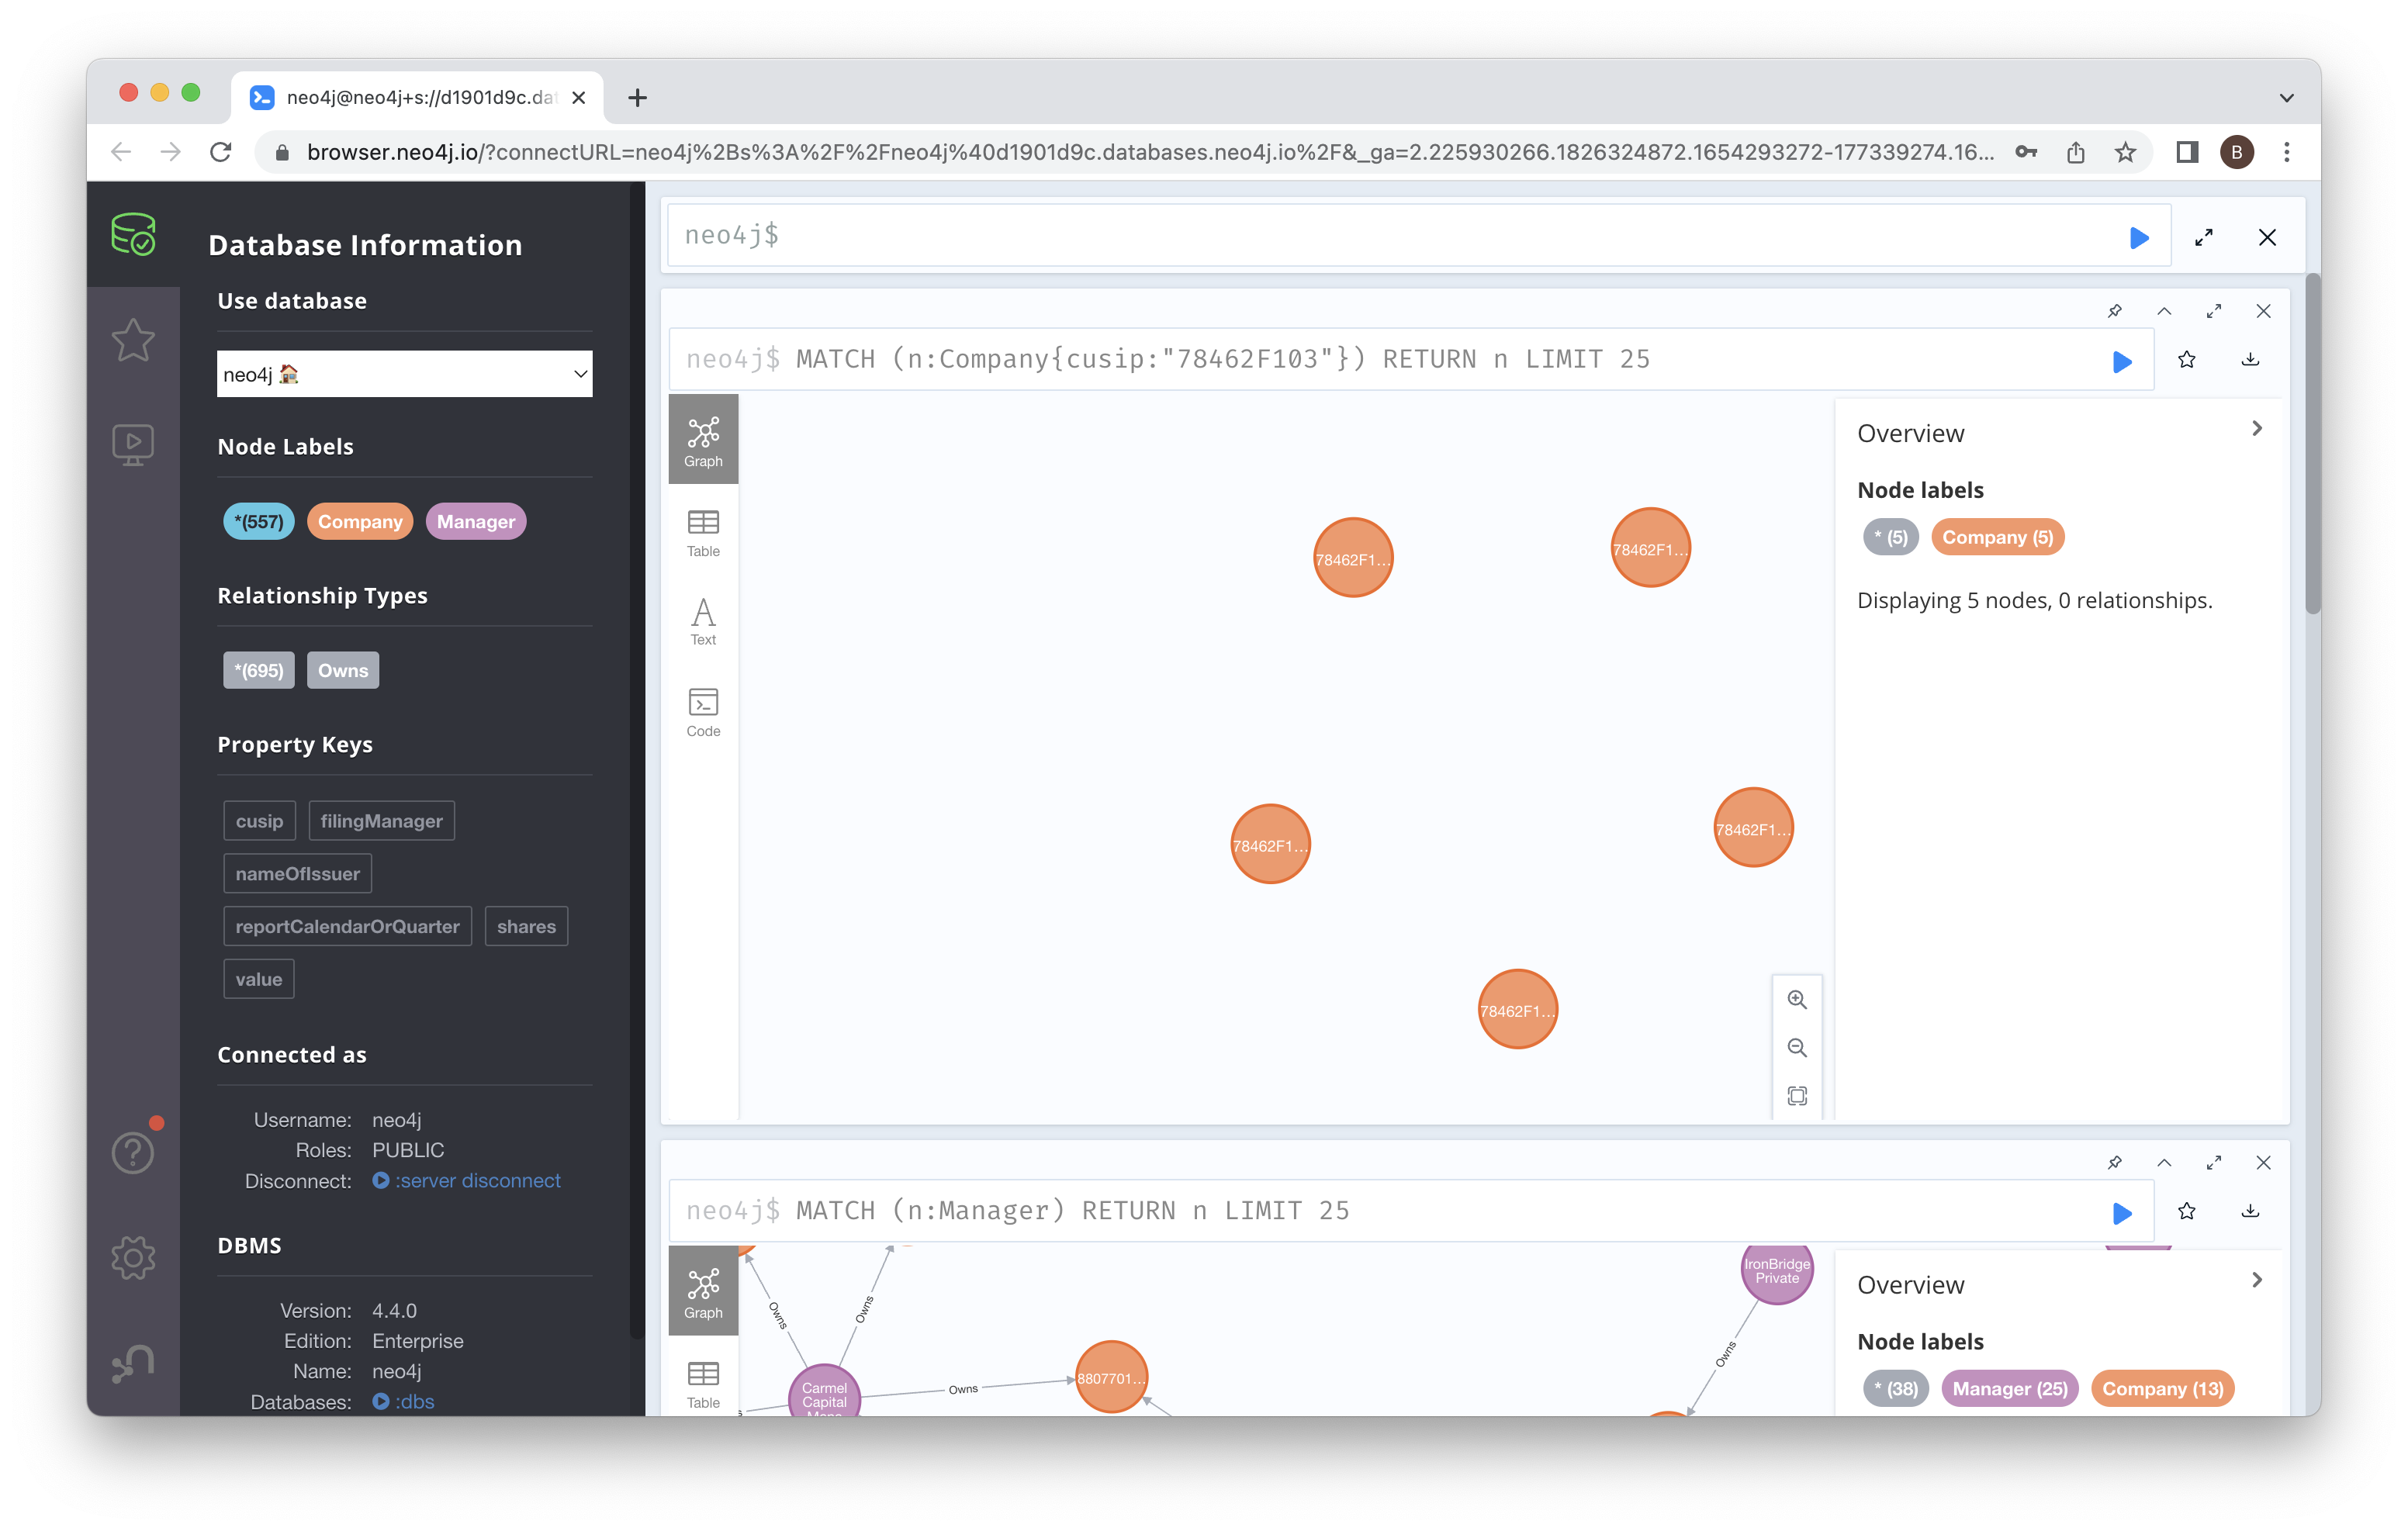 neo4j@neo4j+s://d1901d9c.dat
browser.neo4j.io/?connectURL=neo4j%2Bs%3A%2F%2Fneo4j%40d1901d9c.databases.neo4j.io%2F&_ga=2.225930266.1826324872.1654293272-177339274.16...
B
Database Information
Use database
neo4j
Node Labels
*(557) Company Manager
Relationship Types
*(695) Owns
Property Keys
cusip filingManager
nameOfIssuer
reportCalendarOrQuarter shares
value
Connected as
Username: neo4j
Roles: PUBLIC
Disconnect: :server disconnect
DBMS
Version: 4.4.0
Edition: Enterprise
Name: neo4j
Databases: :dbs
neo4j$
neo4j$ MATCH (n:Company{cusip:"78462F103"}) RETURN n LIMIT 25
Graph
Table
Text
Code
78462F1...
78462F1...
78462F1...
78462F1...
78462F1...
Overview
Node labels
* (5) Company (5)
Displaying 5 nodes, 0 relationships.
neo4j$ MATCH (n:Manager) RETURN n LIMIT 25
Graph
Table
Owns
Owns
Owns
Carmel
Capital
8807701...
IronBridge
Private
Owns
Overview
Node labels
* (38) Manager (25) Company (13)